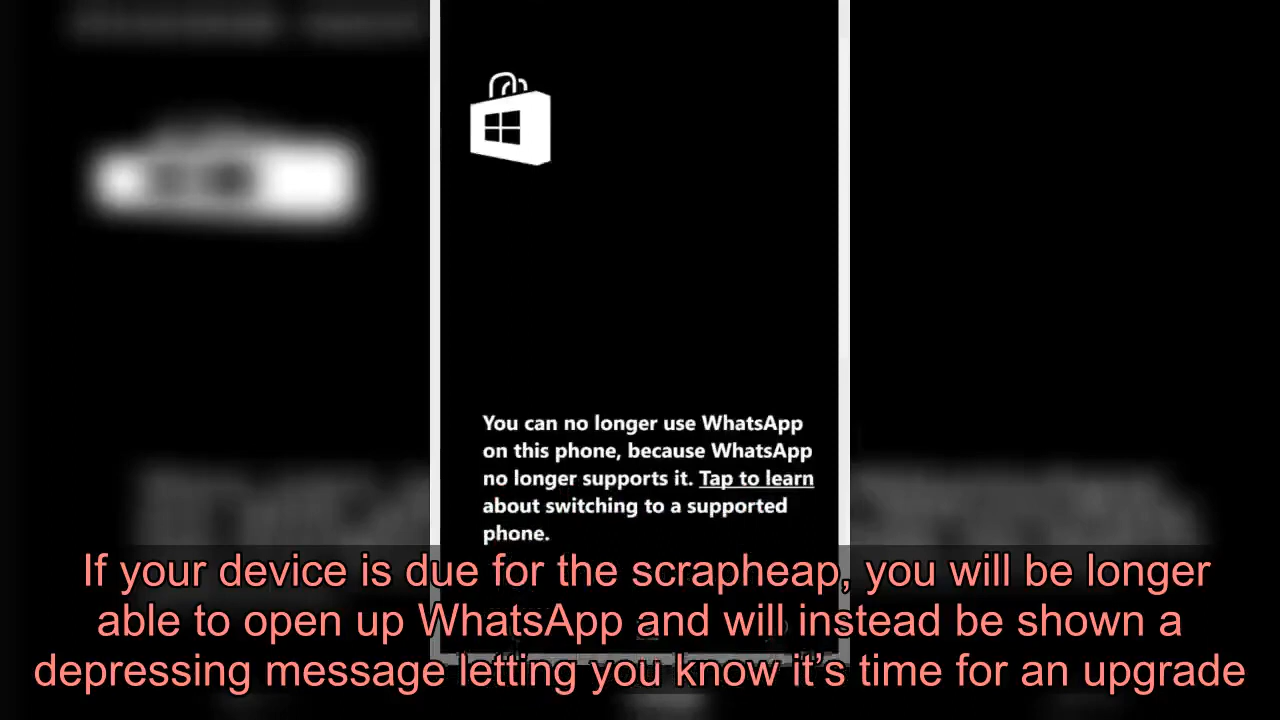 You can no longer use WhatsApp
on this phone, because WhatsApp
no longer supports it. Tap to learn
about switching to a supported
phone.
If your device is due for the scrapheap, you will be longer
able to open up WhatsApp and will instead be shown a
depressing message letting you know it’s time for an upgrade